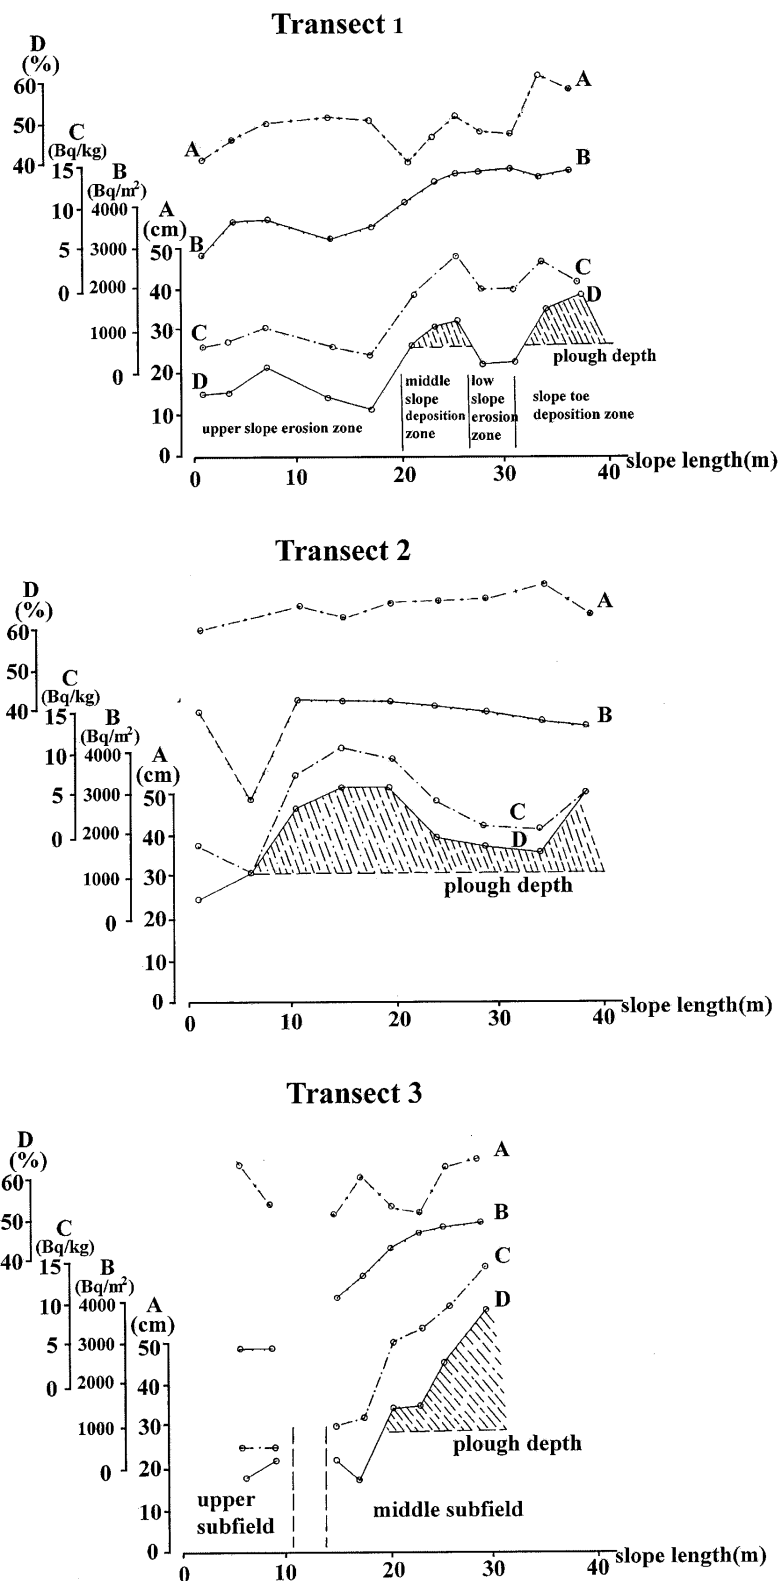 Transect 1
D
(%)
60
50
40
C
(Bq/kg)
15
10
5
0
B
(Bq/m²)
4000
3000
2000
1000
0
A
(cm)
50
40
30
20
10
0
A
A
B
B
C
C
D
D
plough depth
upper slope erosion zone
middle
slope
deposition
zone
low
slope
erosion
zone
slope toe
deposition zone
0
10
20
30
40
slope length(m)
Transect 2
D
(%)
60
50
40
C
(Bq/kg)
15
10
5
0
B
(Bq/m²)
4000
3000
2000
1000
0
A
(cm)
50
40
30
20
10
0
A
B
C
D
plough depth
0
10
20
30
40
slope length(m)
Transect 3
D
(%)
60
50
40
C
(Bq/kg)
15
10
5
0
B
(Bq/m²)
4000
3000
2000
1000
0
A
(cm)
50
40
30
20
10
0
A
B
C
D
plough depth
upper
subfield
middle subfield
0
10
20
30
40
slope length(m)